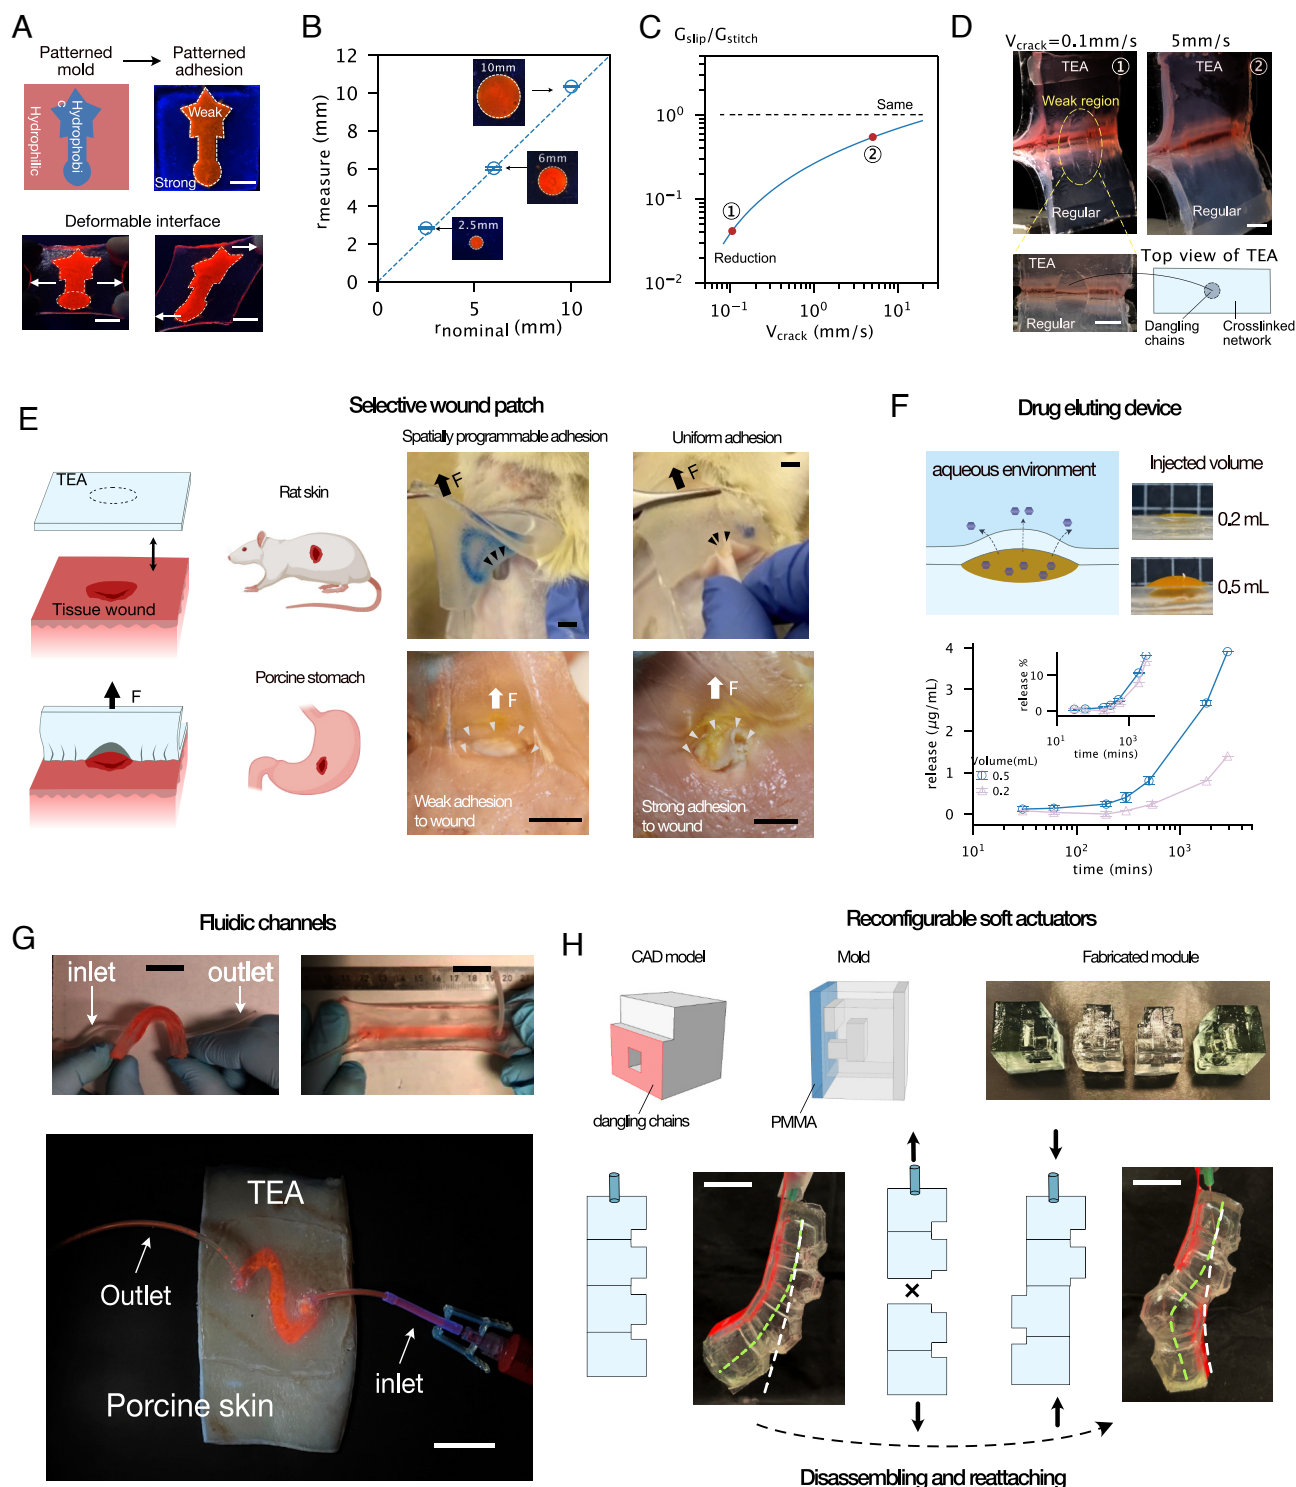 A
Patterned mold
Patterned adhesion
Hydrophilic
Hydrophobi
c
Weak
Strong
Deformable interface
B
12
10
8
6
4
2
0
r measure (mm)
10mm
6mm
2.5mm
0
5
10
r nominal (mm)
C
G slip/G stitch
10^0
10^-1
10^-2
Same
①
②
Reduction
10^-1
10^0
10^1
V crack (mm/s)
D
V crack=0.1mm/s
5mm/s
TEA
①
TEA
②
Weak region
Regular
Regular
TEA
Regular
Top view of TEA
Dangling chains
Crosslinked network
E
Selective wound patch
Spatially programmable adhesion
Uniform adhesion
TEA
Tissue wound
F
Rat skin
Porcine stomach
F
F
F
Weak adhesion
to wound
F
Strong adhesion
to wound
F
Drug eluting device
aqueous environment
Injected volume
0.2 mL
0.5 mL
4
3
2
1
0
release (µg/mL)
release %
10
0
10^1
10^3
time (mins)
Volume(mL)
0.5
0.2
10^1
10^2
10^3
time (mins)
G
Fluidic channels
inlet
outlet
TEA
Outlet
inlet
Porcine skin
H
Reconfigurable soft actuators
CAD model
Mold
Fabricated module
dangling chains
PMMA
Disassembling and reattaching